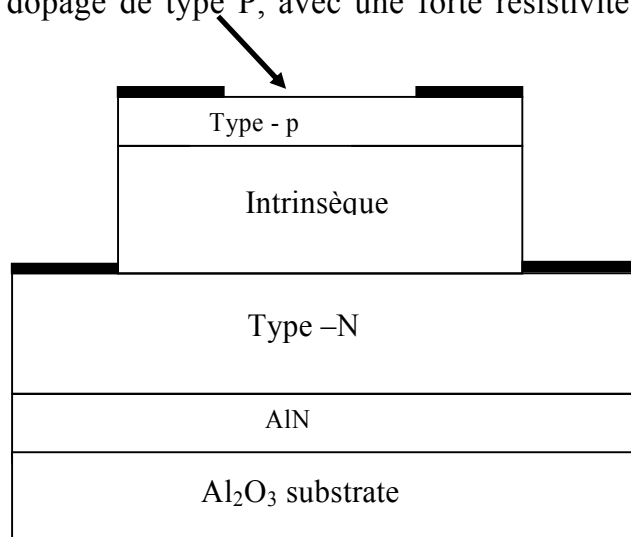 dopage de type P, avec une forte résistivité
Type - p
Intrinsèque
Type –N
AlN
Al₂O₃ substrate